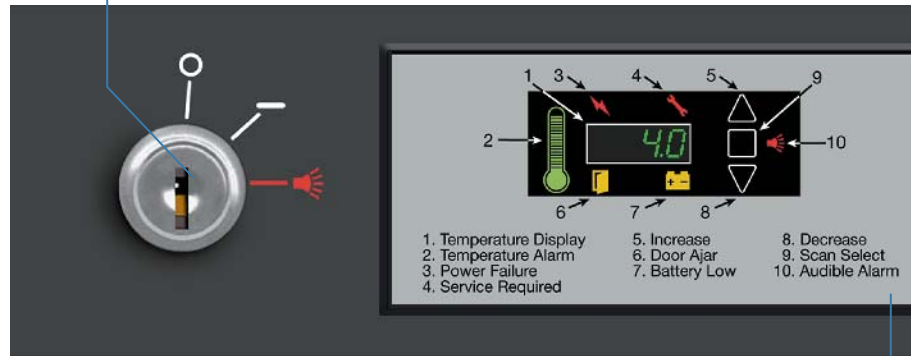 3
4
5
1
9
4.0
2
10
6
7
8
1. Temperature Display
2. Temperature Alarm
3. Power Failure
4. Service Required
5. Increase
6. Door Ajar
7. Battery Low
8. Decrease
9. Scan Select
10. Audible Alarm